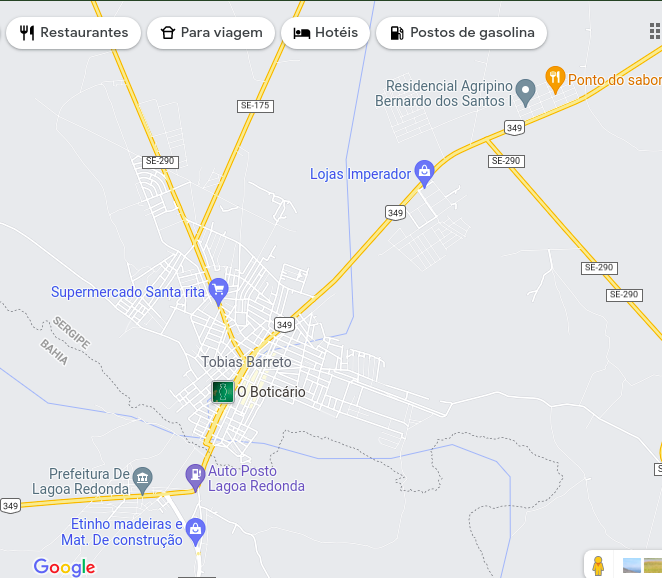 Restaurantes
Para viagem
Hotéis
Postos de gasolina
Ponto do sabor
Residencial Agripino
Bernardo dos Santos I
SE-175
349
SE-290
SE-290
Lojas Imperador
349
SE-290
Supermercado Santa rita
SE-290
349
SERGIPE
BAHIA
Tobias Barreto
O Boticário
Prefeitura De
Lagoa Redonda
Auto Posto
Lagoa Redonda
349
Etinho madeiras e
Mat. De construção
Google